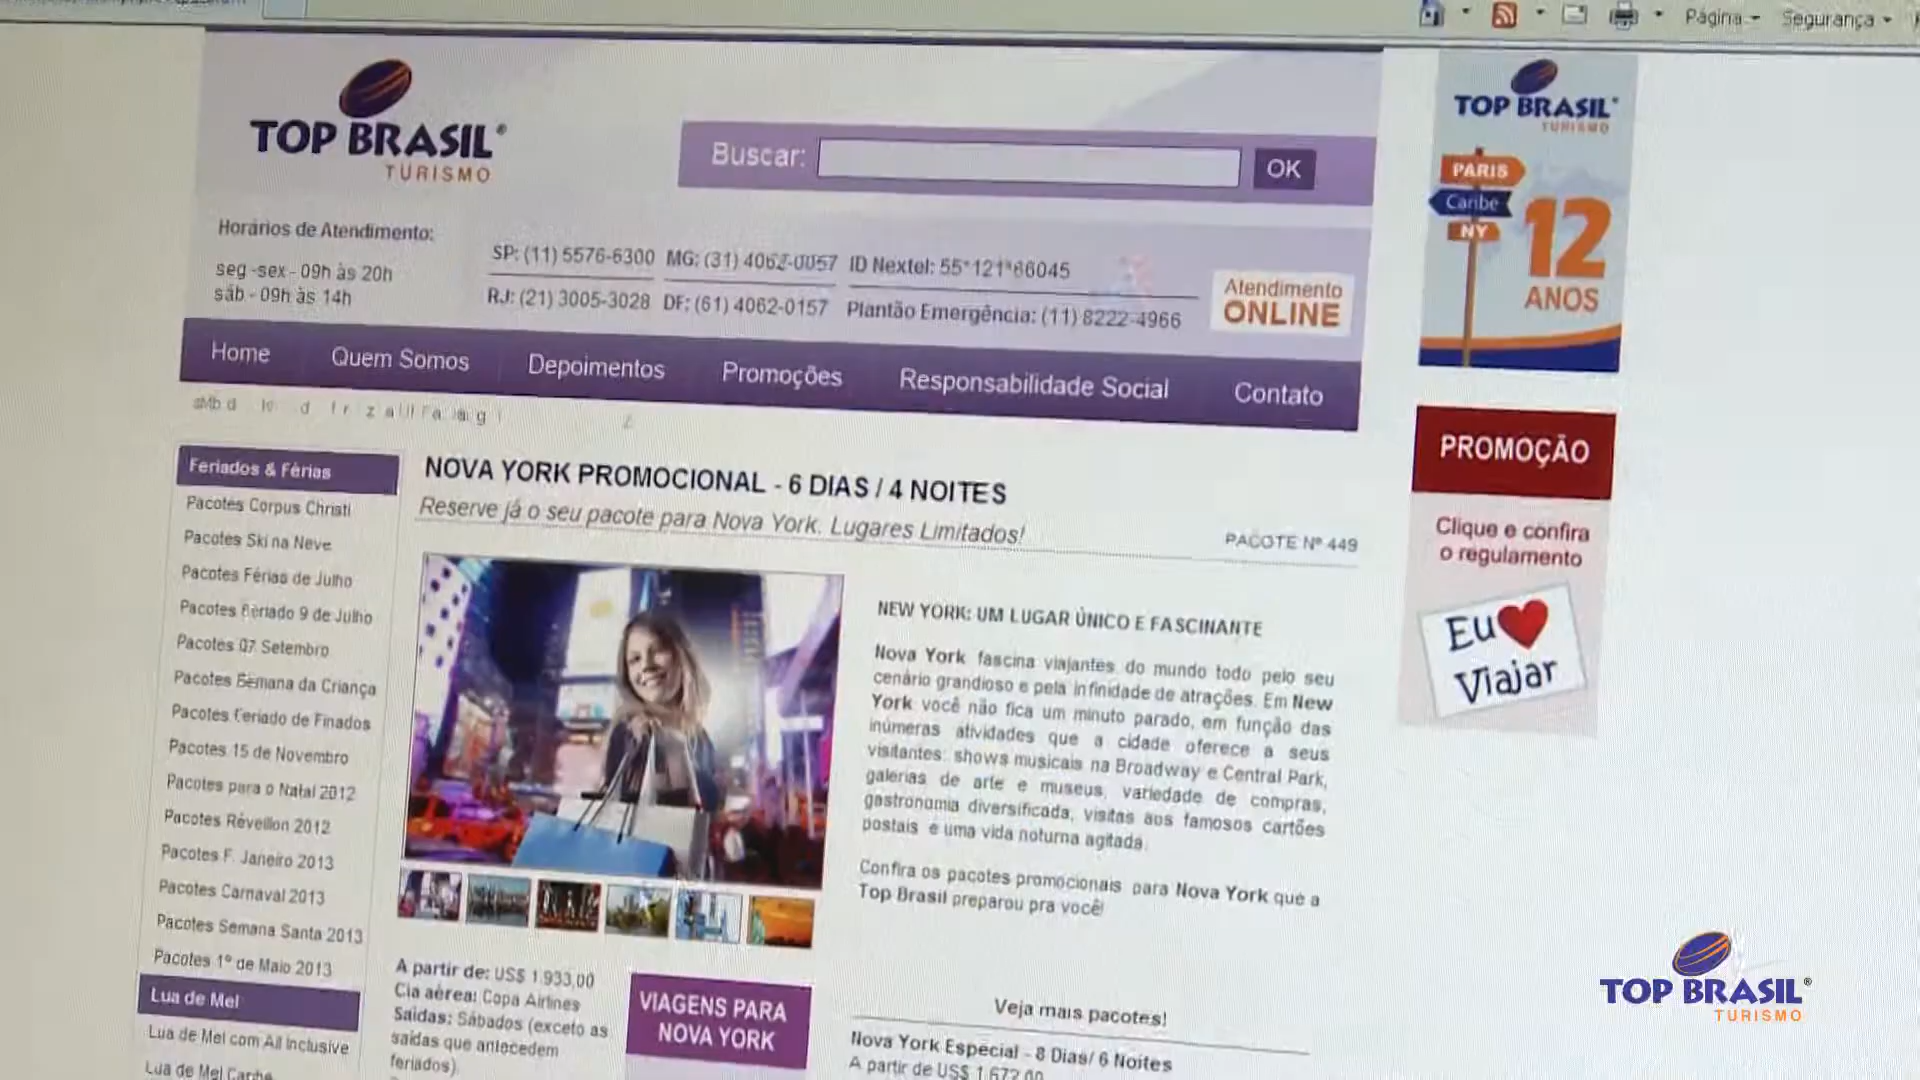 Página
Segurança
TOP BRASIL®
TURISMO
Buscar:
OK
Horários de Atendimento:
seg -sex - 09h às 20h
sáb - 09h às 14h
SP: (11) 5576-6300 MG: (31) 4062-0057 ID Nextel: 55*121*66045
RJ: (21) 3005-3028 DF: (61) 4062-0157 Plantão Emergência: (11) 8222-4966
Atendimento
ONLINE
Home Quem Somos Depoimentos Promoções Responsabilidade Social Contato
TOP BRASIL
TURISMO
PARIS
Caribe
NY
12
ANOS
PROMOÇÃO
Clique e confira
o regulamento
Eu
Viajar
Feriados & Férias
Pacotes Corpus Christi
Pacotes Ski na Neve
Pacotes Férias de Julho
Pacotes Feriado 9 de Julho
Pacotes 07 Setembro
Pacotes Semana da Criança
Pacotes Feriado de Finados
Pacotes 15 de Novembro
Pacotes para o Natal 2012
Pacotes Réveillon 2012
Pacotes F. Janeiro 2013
Pacotes Carnaval 2013
Pacotes Semana Santa 2013
Pacotes 1º de Maio 2013
Lua de Mel
Lua de Mel com All Inclusive
Lua de Mel Caribe
NOVA YORK PROMOCIONAL - 6 DIAS / 4 NOITES
Reserve já o seu pacote para Nova York. Lugares Limitados!
PACOTE Nº 449
NEW YORK: UM LUGAR ÚNICO E FASCINANTE
Nova York fascina viajantes do mundo todo pelo seu
cenário grandioso e pela infinidade de atrações. Em New
York você não fica um minuto parado, em função das
inúmeras atividades que a cidade oferece a seus
visitantes: shows musicais na Broadway e Central Park,
galerias de arte e museus, variedade de compras,
gastronomia diversificada, visitas aos famosos cartões
postais e uma vida noturna agitada.
Confira os pacotes promocionais para Nova York que a
Top Brasil preparou pra você!
A partir de: US$ 1.933,00
Cia aérea: Copa Airlines
Saídas: Sábados (exceto as
saídas que antecedem
feriados).
VIAGENS PARA
NOVA YORK
Veja mais pacotes!
Nova York Especial - 8 Dias/ 6 Noites
A partir de US$ 1.672,00
TOP BRASIL®
TURISMO